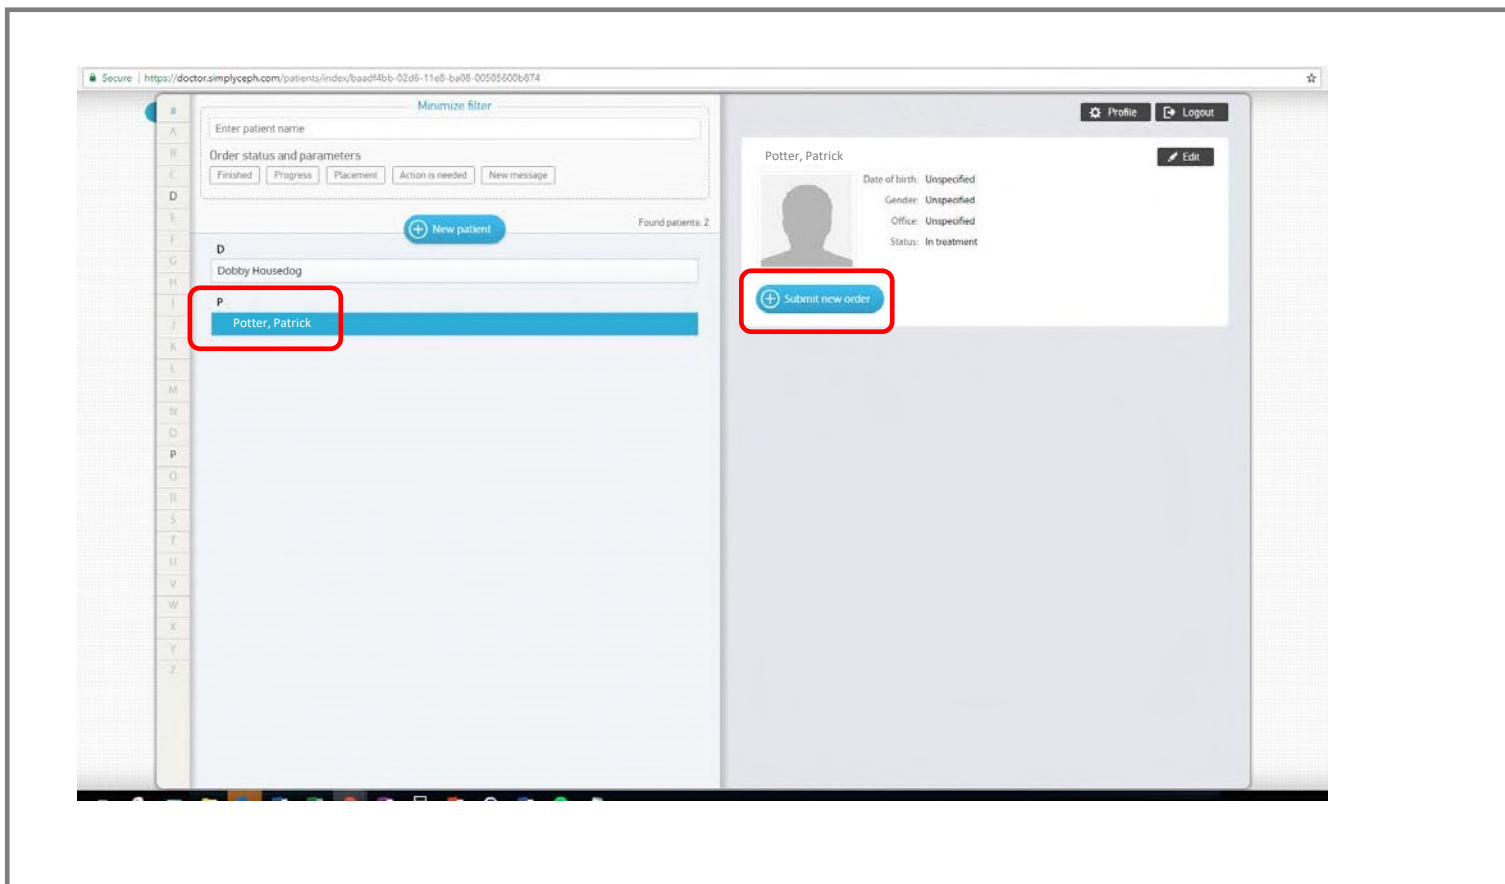 Secure | https://doctor.simplyceph.com/patients/index/baadf4bb-02d6-11e8-ba08-00505600b874
Minimize filter
Enter patient name
Order status and parameters
Finished Progress Placement Action is needed New message
New patient
Found patients: 2
D
Dobby Housedog
P
Potter, Patrick
#
A
B
C
D
E
F
G
H
I
J
K
L
M
N
O
P
Q
R
S
T
U
V
W
X
Y
Z
Profile Logout
Potter, Patrick
Edit
Date of birth: Unspecified
Gender: Unspecified
Office: Unspecified
Status: In treatment
Submit new order